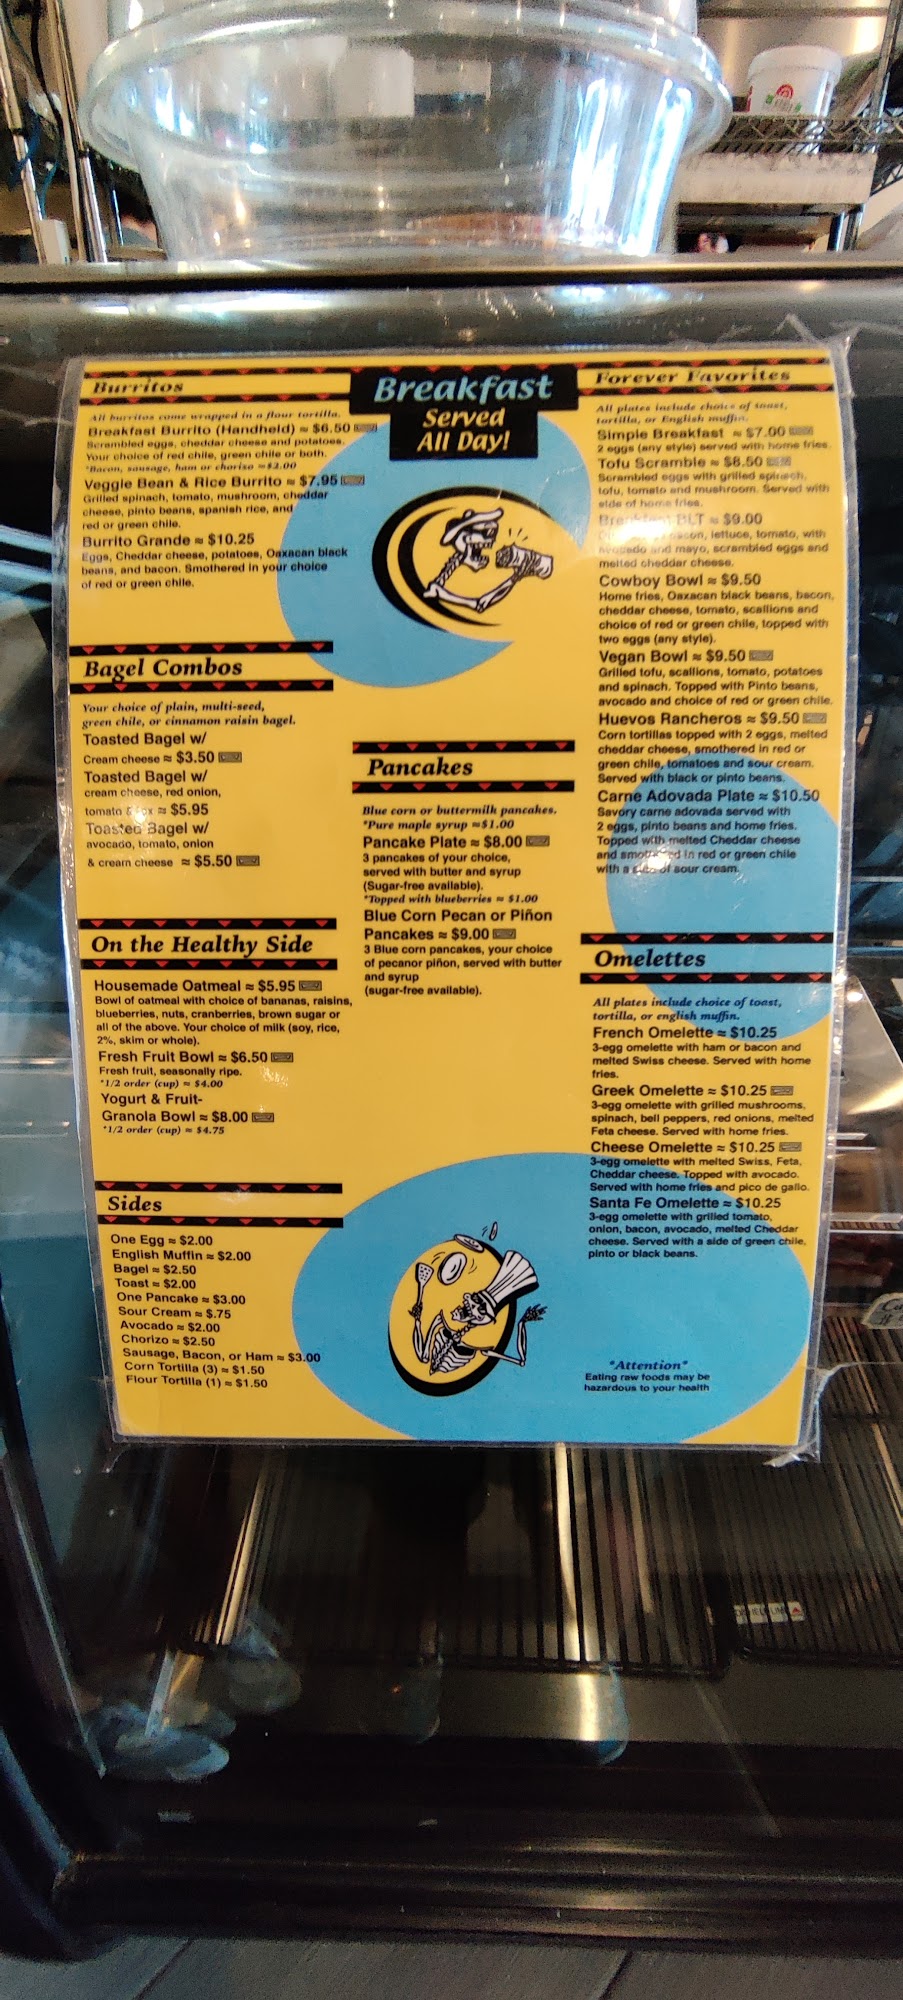 Breakfast
Served
All Day!
Burritos
All burritos come wrapped in a flour tortilla.
Breakfast Burrito (Handheld) ≈ $6.50
Scrambled eggs, cheddar cheese and potatoes.
Your choice of red chile, green chile or both.
*Bacon, sausage, ham or chorizo ≈$2.00
Veggie Bean & Rice Burrito ≈ $7.95
Grilled spinach, tomato, mushroom, cheddar
cheese, pinto beans, spanish rice, and
red or green chile.
Burrito Grande ≈ $10.25
Eggs, Cheddar cheese, potatoes, Oaxacan black
beans, and bacon. Smothered in your choice
of red or green chile.
Bagel Combos
Your choice of plain, multi-seed,
green chile, or cinnamon raisin bagel.
Toasted Bagel w/
Cream cheese ≈ $3.50
Toasted Bagel w/
cream cheese, red onion,
tomato & lox ≈ $5.95
Toasted Bagel w/
avocado, tomato, onion
& cream cheese ≈ $5.50
On the Healthy Side
Housemade Oatmeal ≈ $5.95
Bowl of oatmeal with choice of bananas, raisins,
blueberries, nuts, cranberries, brown sugar or
all of the above. Your choice of milk (soy, rice,
2%, skim or whole).
Fresh Fruit Bowl ≈ $6.50
Fresh fruit, seasonally ripe.
*1/2 order (cup) ≈ $4.00
Yogurt & Fruit-
Granola Bowl ≈ $8.00
*1/2 order (cup) ≈ $4.75
Sides
One Egg ≈ $2.00
English Muffin ≈ $2.00
Bagel ≈ $2.50
Toast ≈ $2.00
One Pancake ≈ $3.00
Sour Cream ≈ $.75
Avocado ≈ $2.00
Chorizo ≈ $2.50
Sausage, Bacon, or Ham ≈ $3.00
Corn Tortilla (3) ≈ $1.50
Flour Tortilla (1) ≈ $1.50
Pancakes
Blue corn or buttermilk pancakes.
*Pure maple syrup ≈$1.00
Pancake Plate ≈ $8.00
3 pancakes of your choice,
served with butter and syrup
(Sugar-free available).
*Topped with blueberries ≈ $1.00
Blue Corn Pecan or Piñon
Pancakes ≈ $9.00
3 Blue corn pancakes, your choice
of pecanor piñon, served with butter
and syrup
(sugar-free available).
Forever Favorites
All plates include choice of toast,
tortilla, or English muffin.
Simple Breakfast ≈ $7.00
2 eggs (any style) served with home fries.
Tofu Scramble ≈ $8.50
Scrambled eggs with grilled spinach,
tofu, tomato and mushroom. Served with
side of home fries.
Breakfast BLT ≈ $9.00
bacon, lettuce, tomato, with
avocado and mayo, scrambled eggs and
melted cheddar cheese.
Cowboy Bowl ≈ $9.50
Home fries, Oaxacan black beans, bacon,
cheddar cheese, tomato, scallions and
choice of red or green chile, topped with
two eggs (any style).
Vegan Bowl ≈ $9.50
Grilled tofu, scallions, tomato, potatoes
and spinach. Topped with Pinto beans,
avocado and choice of red or green chile.
Huevos Rancheros ≈ $9.50
Corn tortillas topped with 2 eggs, melted
cheddar cheese, smothered in red or
green chile, tomatoes and sour cream.
Served with black or pinto beans.
Carne Adovada Plate ≈ $10.50
Savory carne adovada served with
2 eggs, pinto beans and home fries.
Topped with melted Cheddar cheese
and smothered in red or green chile
with a side of sour cream.
Omelettes
All plates include choice of toast,
tortilla, or english muffin.
French Omelette ≈ $10.25
3-egg omelette with ham or bacon and
melted Swiss cheese. Served with home
fries.
Greek Omelette ≈ $10.25
3-egg omelette with grilled mushrooms,
spinach, bell peppers, red onions, melted
Feta cheese. Served with home fries.
Cheese Omelette ≈ $10.25
3-egg omelette with melted Swiss, Feta,
Cheddar cheese. Topped with avocado.
Served with home fries and pico de gallo.
Santa Fe Omelette ≈ $10.25
3-egg omelette with grilled tomato,
onion, bacon, avocado, melted Cheddar
cheese. Served with a side of green chile,
pinto or black beans.
*Attention*
Eating raw foods may be
hazardous to your health